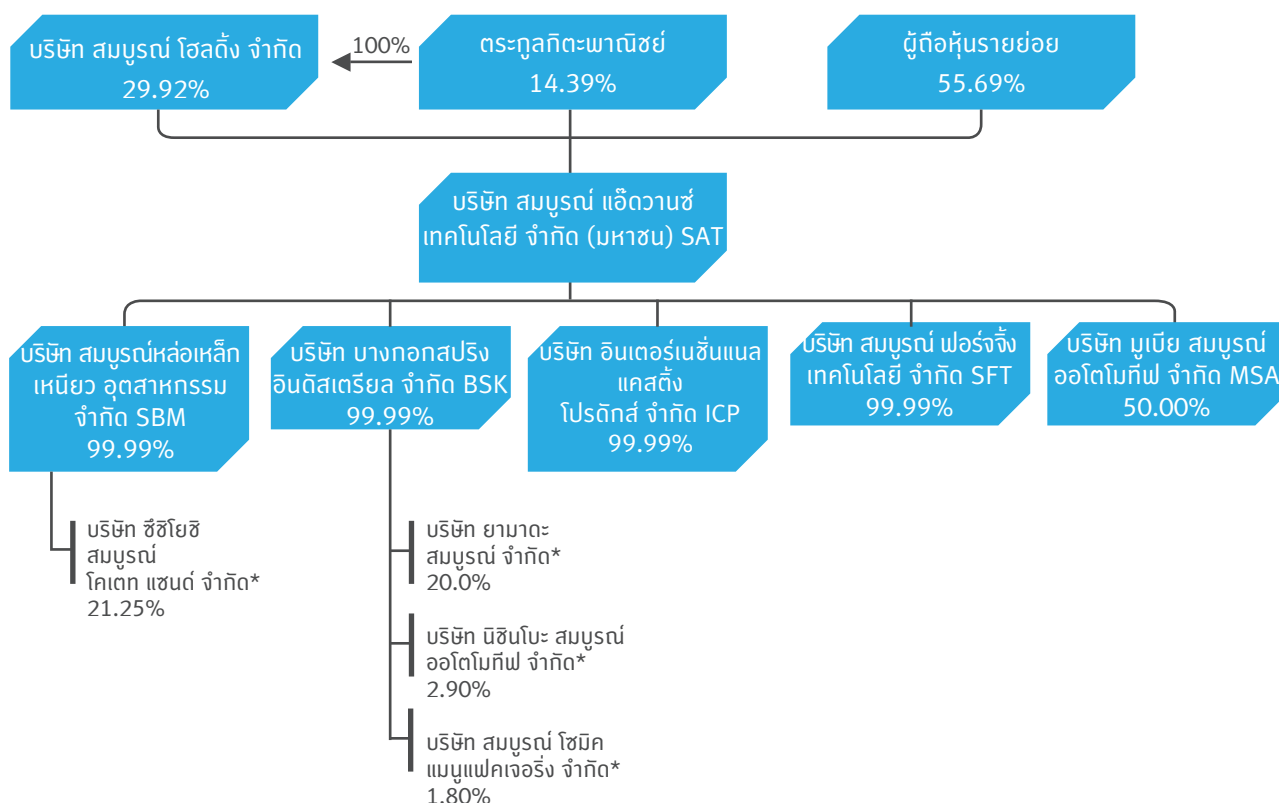 บริษัท สมบูรณ์ โฮลดิ้ง จำกัด
29.92%
100%
ตระกูลกิตะพาณิชย์
14.39%
ผู้ถือหุ้นรายย่อย
55.69%
บริษัท สมบูรณ์ แอ๊ดวานซ์
เทคโนโลยี จำกัด (มหาชน) SAT
บริษัท สมบูรณ์หล่อเหล็ก
เหนียว อุตสาหกรรม
จำกัด SBM
99.99%
บริษัท บางกอกสปริง
อินดัสเตรียล จำกัด BSK
99.99%
บริษัท อินเตอร์เนชั่นแนล
แคสติ้ง
โปรดักส์ จำกัด ICP
99.99%
บริษัท สมบูรณ์ ฟอร์จจิ้ง
เทคโนโลยี จำกัด SFT
99.99%
บริษัท มูเบีย สมบูรณ์
ออโตโมทีฟ จำกัด MSA
50.00%
บริษัท ซึชิโยชิ
สมบูรณ์
โคเตท แซนด์ จำกัด*
21.25%
บริษัท ยามาดะ
สมบูรณ์ จำกัด*
20.0%
บริษัท นิชินโบะ สมบูรณ์
ออโตโมทีฟ จำกัด*
2.90%
บริษัท สมบูรณ์ โซมิค
แมนูแฟคเจอริ่ง จำกัด*
1.80%